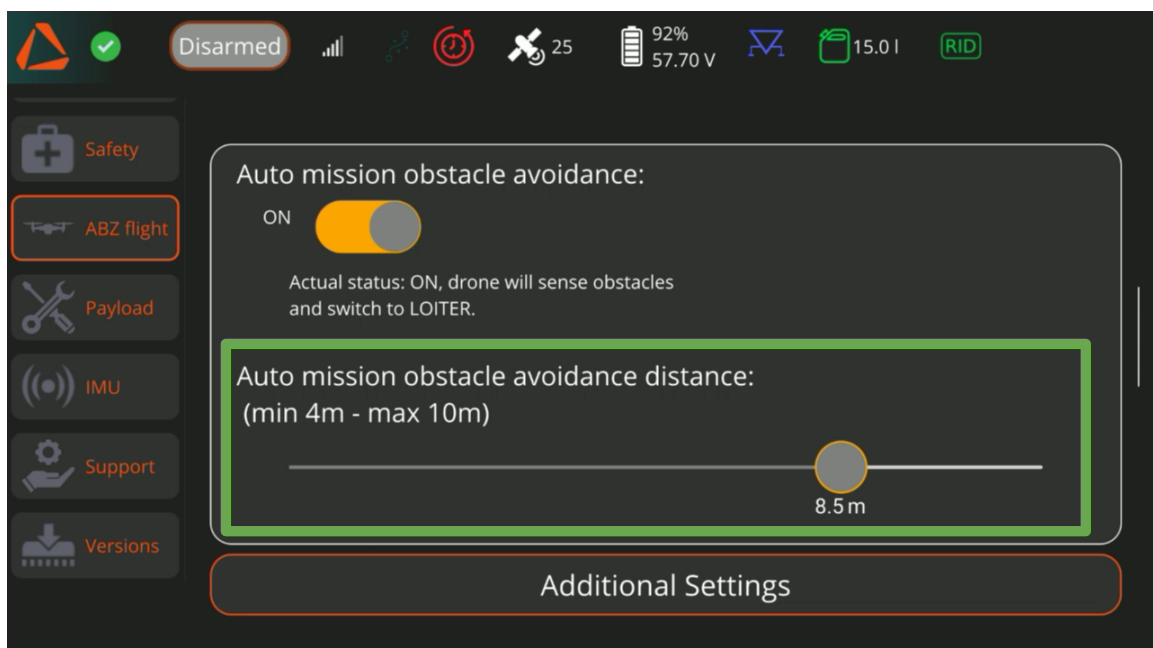 Disarmed
25
92%
57.70 V
15.0 l
RID
Safety
ABZ flight
Payload
IMU
Support
Versions
Auto mission obstacle avoidance:
ON
Actual status: ON, drone will sense obstacles
and switch to LOITER.
Auto mission obstacle avoidance distance:
(min 4m - max 10m)
8.5 m
Additional Settings